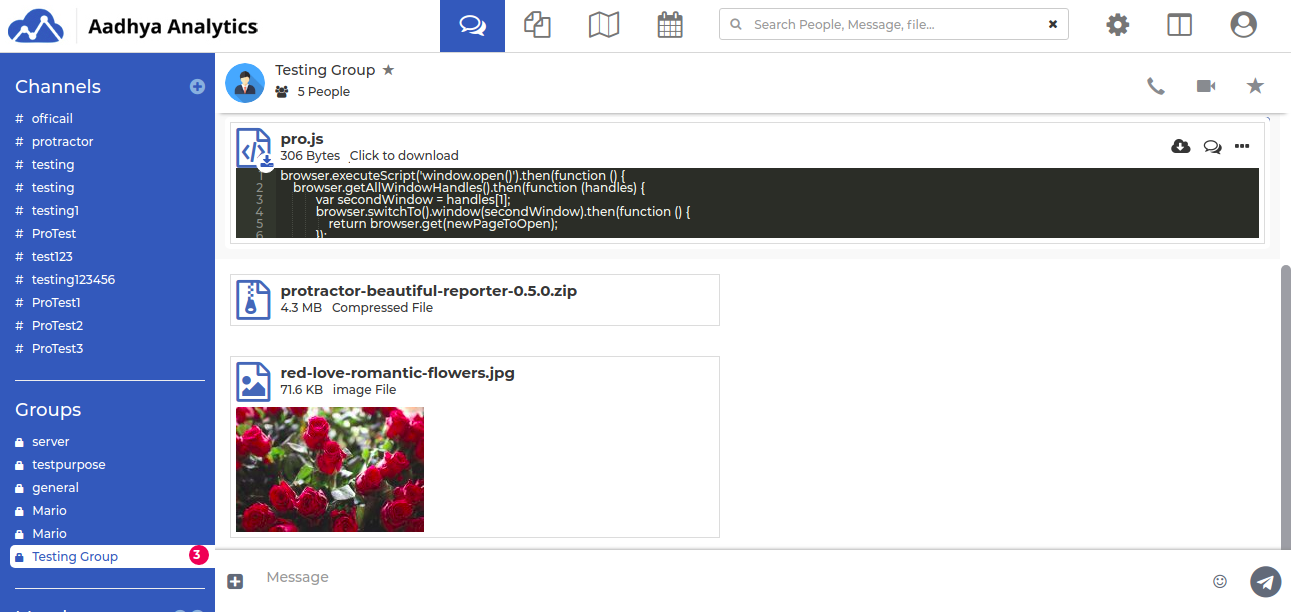 Aadhya Analytics
Search People, Message, file...
Channels
# officail
# protractor
# testing
# testing
# testing1
# ProTest
# test123
# testing123456
# ProTest1
# ProTest2
# ProTest3
Groups
server
testpurpose
general
Mario
Mario
Testing Group 3
Testing Group
5 People
pro.js
306 Bytes Click to download
1 browser.executeScript('window.open()').then(function () {
2 browser.getAllWindowHandles().then(function (handles) {
3 var secondWindow = handles[1];
4 browser.switchTo().window(secondWindow).then(function () {
5 return browser.get(newPageToOpen);
6 });
protractor-beautiful-reporter-0.5.0.zip
4.3 MB Compressed File
red-love-romantic-flowers.jpg
71.6 KB image File
Message